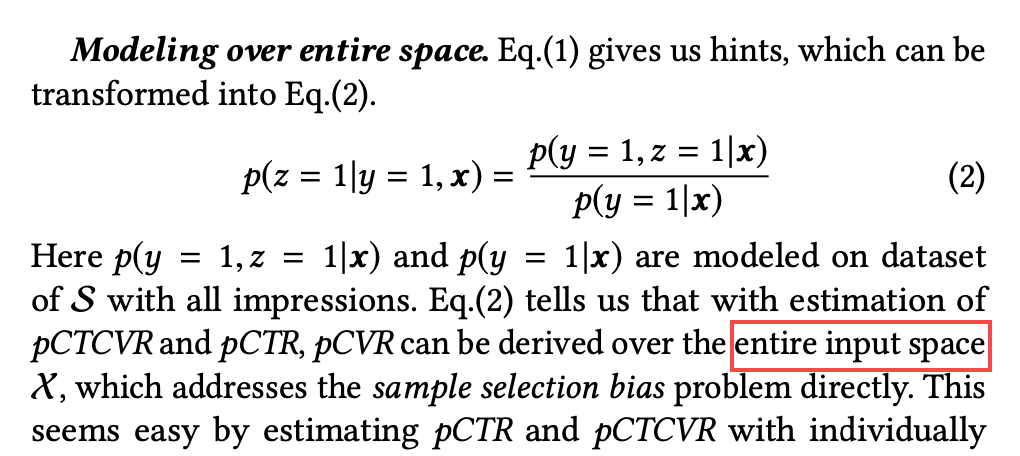 Modeling over entire space. Eq.(1) gives us hints, which can be
transformed into Eq.(2).
p(z = 1|y = 1, x) = p(y = 1, z = 1|x) / p(y = 1|x) (2)
Here p(y = 1, z = 1|x) and p(y = 1|x) are modeled on dataset
of S with all impressions. Eq.(2) tells us that with estimation of
pCTCVR and pCTR, pCVR can be derived over the entire input space
X, which addresses the sample selection bias problem directly. This
seems easy by estimating pCTR and pCTCVR with individually